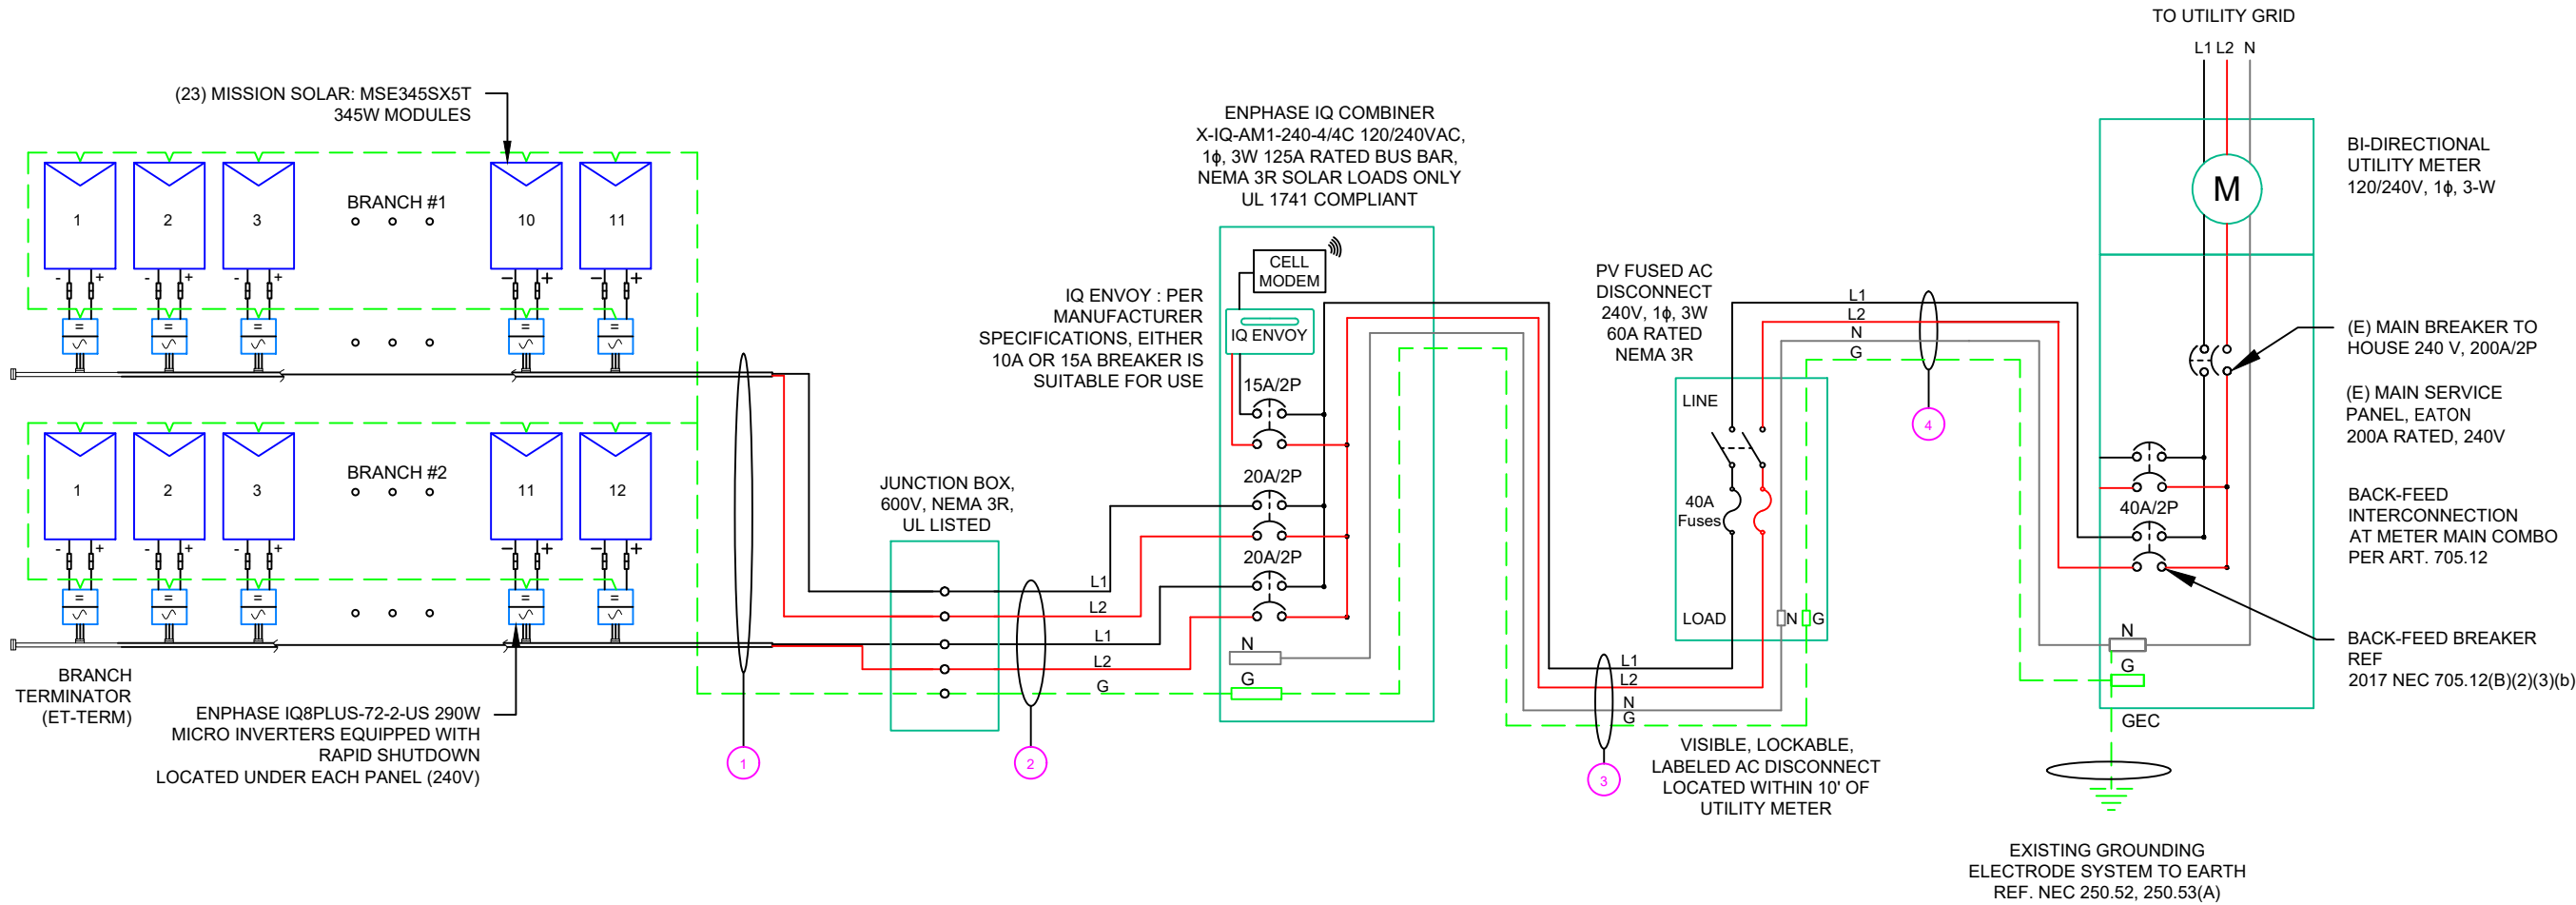 TO UTILITY GRID
L1 L2 N
(23) MISSION SOLAR: MSE345SX5T
345W MODULES
1
2
3
BRANCH #1
10
11
- +
- +
- +
- +
- +
=
=
=
=
=
1
2
3
BRANCH #2
11
12
- +
- +
- +
- +
- +
=
=
=
=
=
BRANCH
TERMINATOR
(ET-TERM)
ENPHASE IQ8PLUS-72-2-US 290W
MICRO INVERTERS EQUIPPED WITH
RAPID SHUTDOWN
LOCATED UNDER EACH PANEL (240V)
1
JUNCTION BOX,
600V, NEMA 3R,
UL LISTED
2
L1
L2
L1
L2
G
ENPHASE IQ COMBINER
X-IQ-AM1-240-4/4C 120/240VAC,
1ϕ, 3W 125A RATED BUS BAR,
NEMA 3R SOLAR LOADS ONLY
UL 1741 COMPLIANT
CELL
MODEM
IQ ENVOY
IQ ENVOY : PER
MANUFACTURER
SPECIFICATIONS, EITHER
10A OR 15A BREAKER IS
SUITABLE FOR USE
15A/2P
20A/2P
20A/2P
N
G
L1
L2
N
G
3
PV FUSED AC
DISCONNECT
240V, 1ϕ, 3W
60A RATED
NEMA 3R
LINE
40A
Fuses
LOAD
N
G
VISIBLE, LOCKABLE,
LABELED AC DISCONNECT
LOCATED WITHIN 10' OF
UTILITY METER
L1
L2
N
G
4
M
BI-DIRECTIONAL
UTILITY METER
120/240V, 1ϕ, 3-W
(E) MAIN BREAKER TO
HOUSE 240 V, 200A/2P
(E) MAIN SERVICE
PANEL, EATON
200A RATED, 240V
40A/2P
BACK-FEED
INTERCONNECTION
AT METER MAIN COMBO
PER ART. 705.12
N
G
BACK-FEED BREAKER
REF
2017 NEC 705.12(B)(2)(3)(b)
GEC
EXISTING GROUNDING
ELECTRODE SYSTEM TO EARTH
REF. NEC 250.52, 250.53(A)